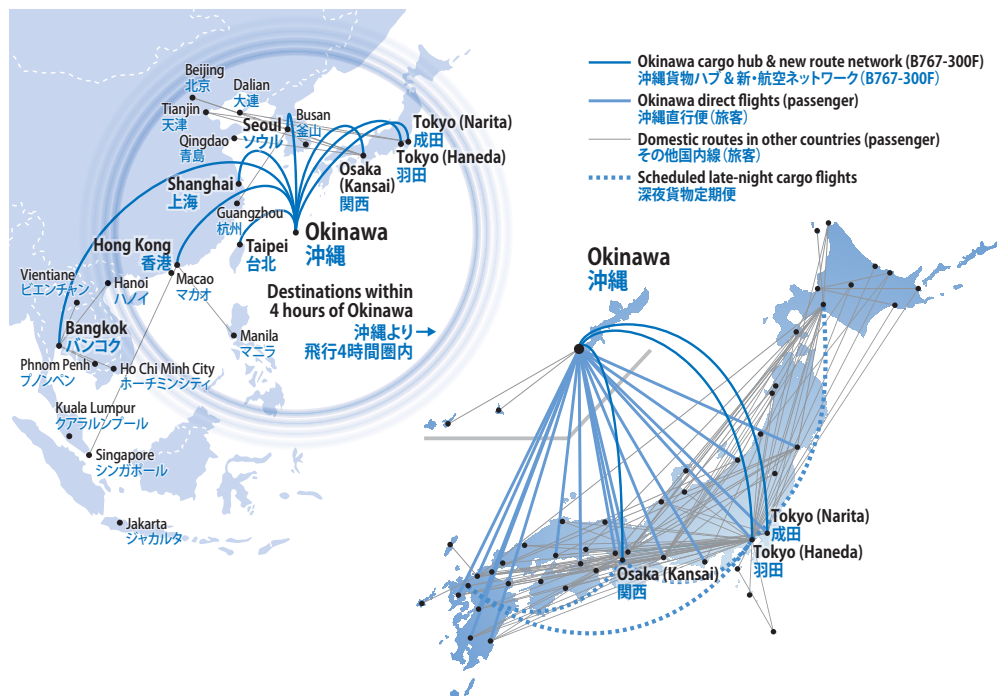 Beijing
北京
Dalian
大連
Tianjin
天津
Busan
釜山
Seoul
ソウル
Qingdao
青島
Tokyo (Narita)
成田
Tokyo (Haneda)
羽田
Osaka
(Kansai)
関西
Shanghai
上海
Guangzhou
杭州
Okinawa
沖縄
Taipei
台北
Hong Kong
香港
Macao
マカオ
Vientiane
ビエンチャン
Hanoi
ハノイ
Destinations within
4 hours of Okinawa
沖縄より
飛行4時間圏内
Bangkok
バンコク
Manila
マニラ
Phnom Penh
プノンペン
Ho Chi Minh City
ホーチミンシティ
Kuala Lumpur
クアラルンプール
Singapore
シンガポール
Jakarta
ジャカルタ
Okinawa cargo hub & new route network (B767-300F)
沖縄貨物ハブ & 新・航空ネットワーク (B767-300F)
Okinawa direct flights (passenger)
沖縄直行便 (旅客)
Domestic routes in other countries (passenger)
その他国内線 (旅客)
Scheduled late-night cargo flights
深夜貨物定期便
Okinawa
沖縄
Tokyo (Narita)
成田
Tokyo (Haneda)
羽田
Osaka (Kansai)
関西